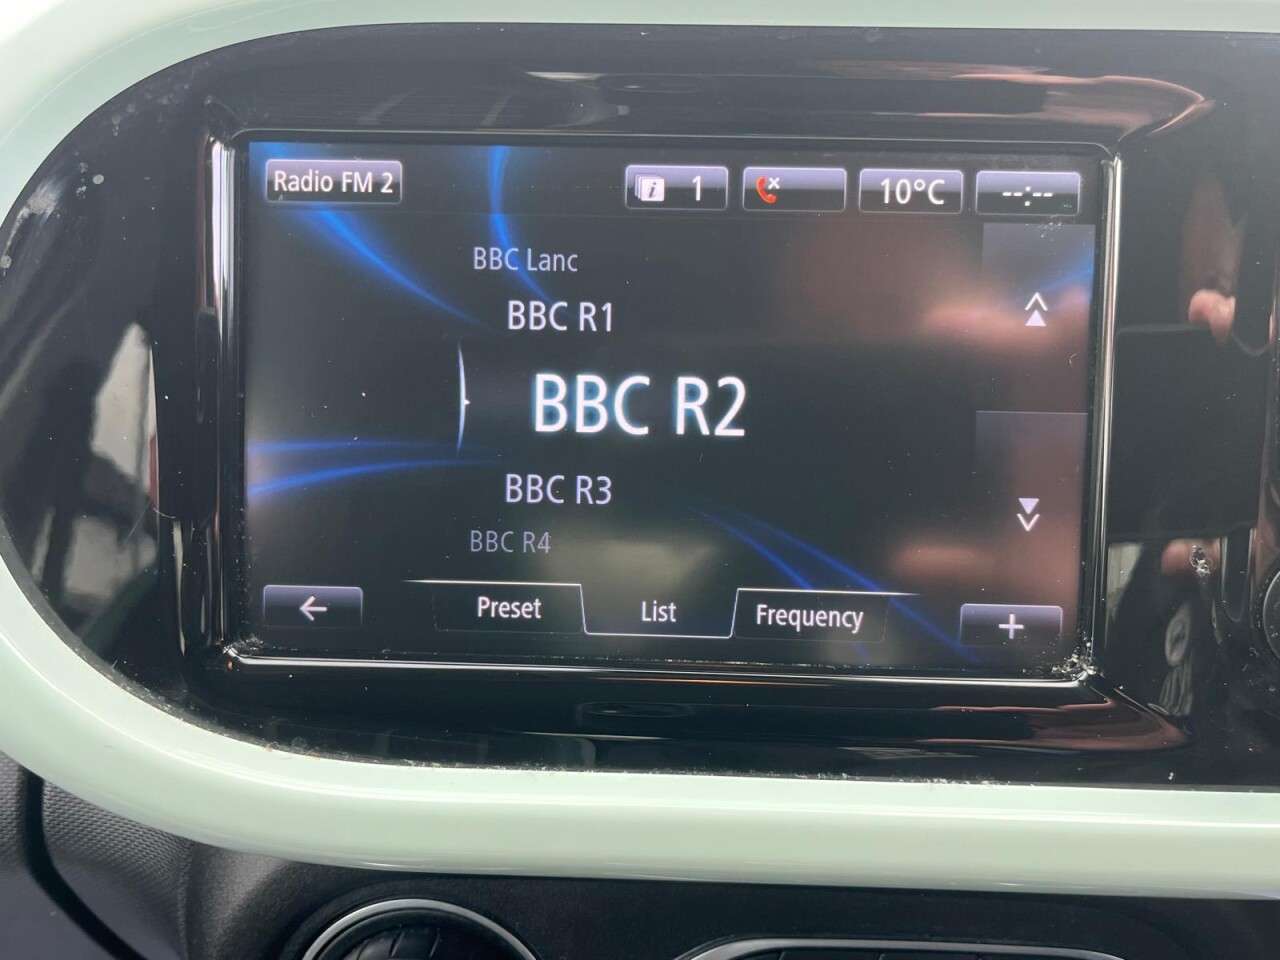 Radio FM 2
1
10°C
--:--
BBC Lanc
BBC R1
BBC R2
BBC R3
BBC R4
Preset
List
Frequency
+